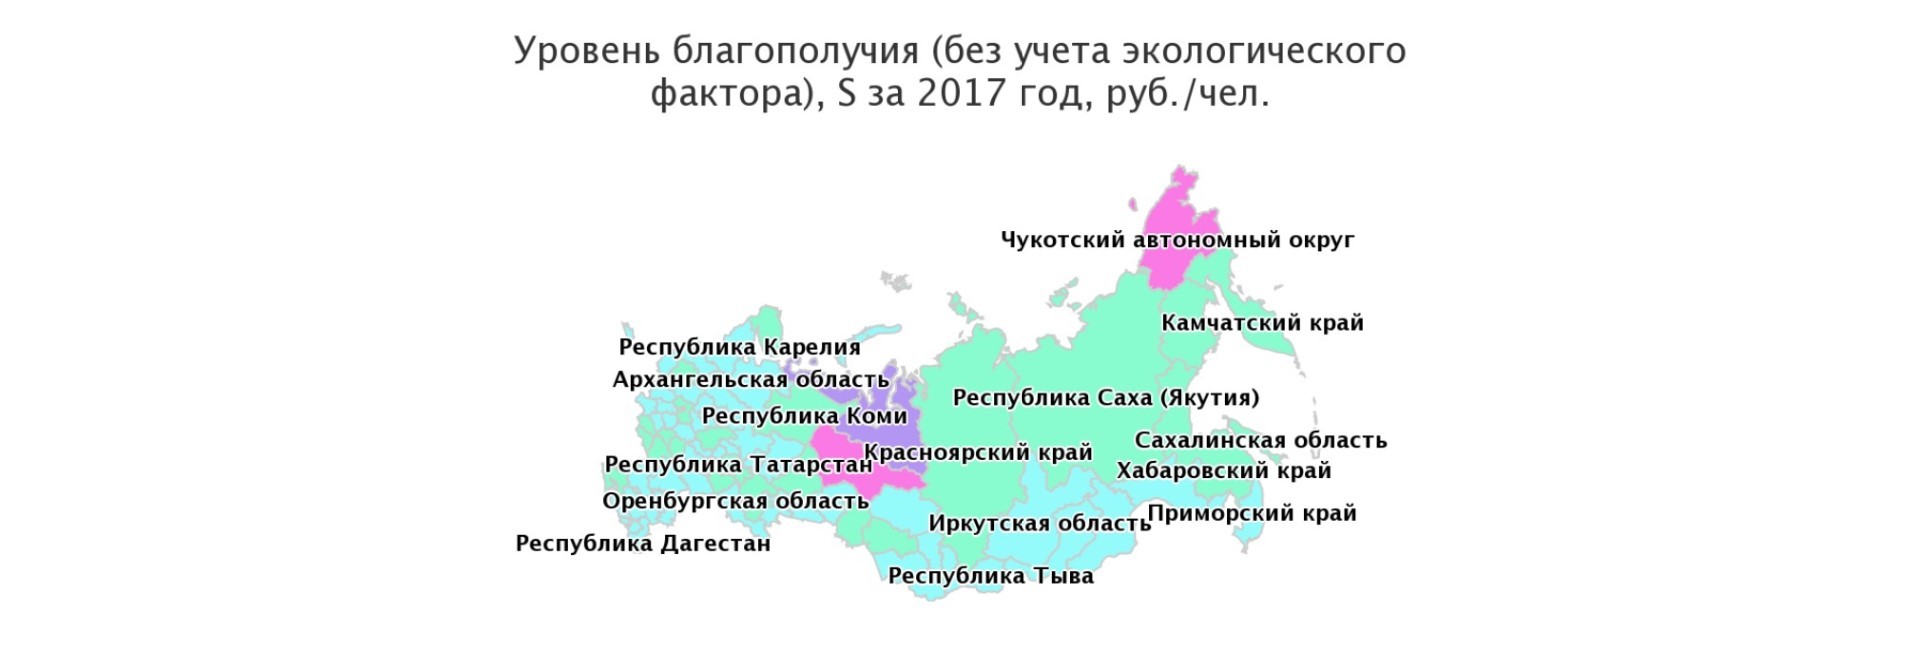 Уровень благополучия (без учета экологического
фактора), S за 2017 год, руб./чел.
Чукотский автономный округ
Камчатский край
Республика Карелия
Архангельская область
Республика Саха (Якутия)
Республика Коми
Сахалинская область
Красноярский край
Республика Татарстан
Хабаровский край
Оренбургская область
Приморский край
Иркутская область
Республика Дагестан
Республика Тыва